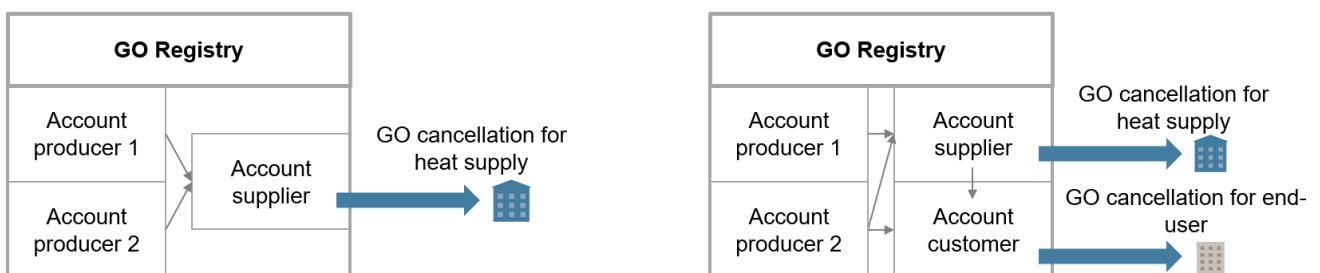 GO Registry
Account
producer 1
Account
producer 2
Account
supplier
GO cancellation for
heat supply
GO Registry
Account
producer 1
Account
producer 2
Account
supplier
Account
customer
GO cancellation for
heat supply
GO cancellation for end-
user